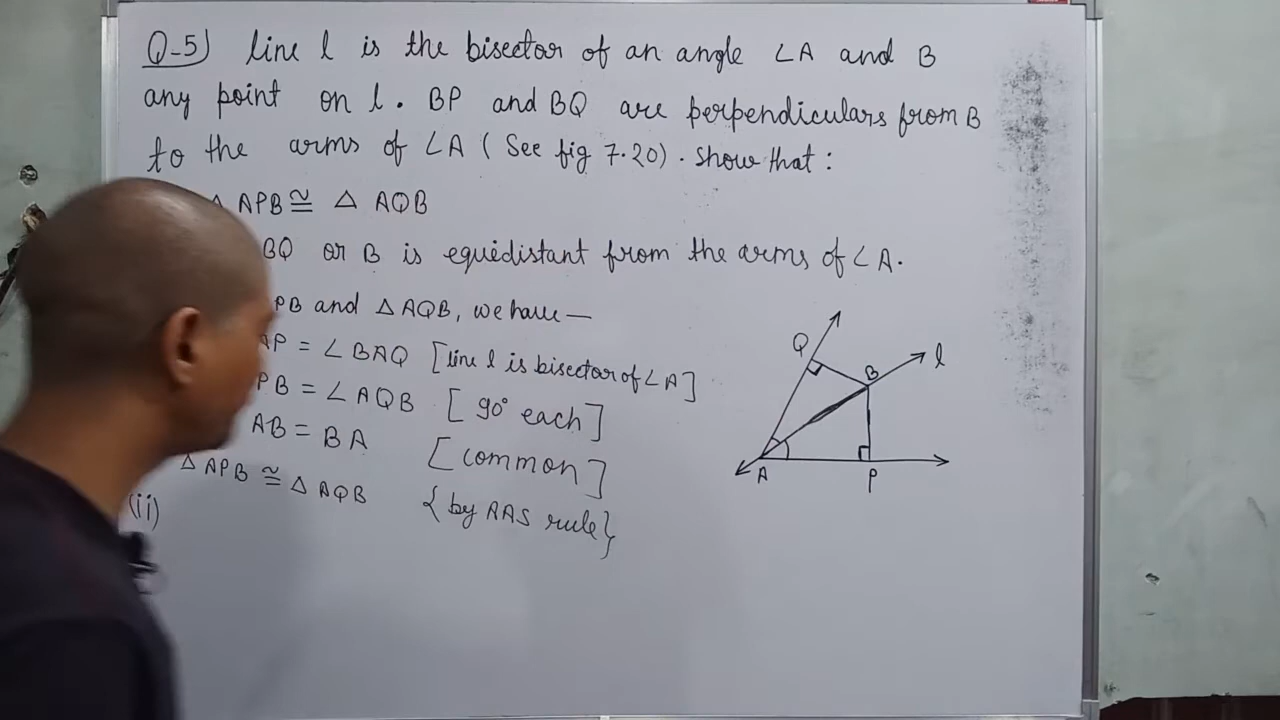 Q-5) line l is the bisector of an angle ∠A and B
any point on l. BP and BQ are perpendiculars from B
to the arms of ∠A (See fig 7.20). Show that:
△ APB ≅ △ AQB
BQ or B is equidistant from the arms of ∠A.
PB and △AQB, we have —
AP = ∠BAQ [line l is bisector of ∠A]
PB = ∠AQB [90° each]
AB = BA [common]
△APB ≅ △AQB {by AAS rule}
(ii)
Q
B
l
A
P